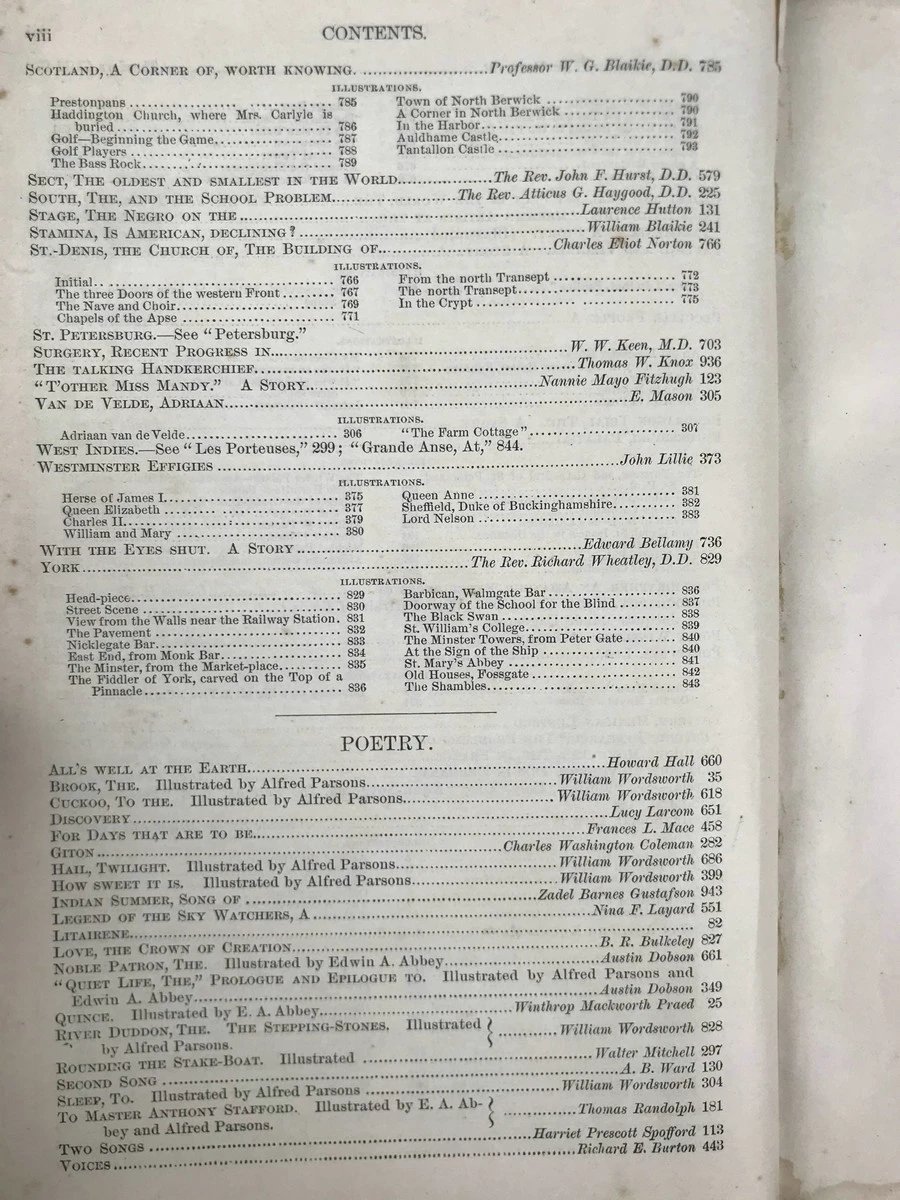 viii CONTENTS.
SCOTLAND, A CORNER OF, WORTH KNOWING. ........ Professor W. G. Blaikie, D.D. 785
ILLUSTRATIONS.
Prestonpans ........ 785
Haddington Church, where Mrs. Carlyle is
buried ........ 786
Golf—Beginning the Game ........ 787
Golf Players ........ 788
The Bass Rock ........ 789
Town of North Berwick ........ 790
A Corner in North Berwick ........ 790
In the Harbor ........ 791
Auldhame Castle ........ 792
Tantallon Castle ........ 793
SECT, THE OLDEST AND SMALLEST IN THE WORLD ........ The Rev. John F. Hurst, D.D. 579
SOUTH, THE, AND THE SCHOOL PROBLEM ........ The Rev. Atticus G. Haygood, D.D. 225
STAGE, THE NEGRO ON THE ........ Laurence Hutton 131
STAMINA, IS AMERICAN, DECLINING? ........ William Blaikie 241
ST.-DENIS, THE CHURCH OF, THE BUILDING OF ........ Charles Eliot Norton 766
ILLUSTRATIONS.
Initial ........ 766
The three Doors of the western Front ........ 767
The Nave and Choir ........ 769
Chapels of the Apse ........ 771
From the north Transept ........ 772
The north Transept ........ 773
In the Crypt ........ 775
ST. PETERSBURG.—See "Petersburg."
SURGERY, RECENT PROGRESS IN ........ W. W. Keen, M.D. 703
THE TALKING HANDKERCHIEF ........ Thomas W. Knox 936
"T'OTHER MISS MANDY." A STORY ........ Nannie Mayo Fitzhugh 123
VAN DE VELDE, ADRIAAN ........ E. Mason 305
ILLUSTRATIONS.
Adriaan van de Velde ........ 306
"The Farm Cottage" ........ 307
WEST INDIES.—See "Les Porteuses," 299; "Grande Anse, At," 844.
WESTMINSTER EFFIGIES ........ John Lillie 373
ILLUSTRATIONS.
Herse of James I. ........ 375
Queen Elizabeth ........ 377
Charles II. ........ 379
William and Mary ........ 380
Queen Anne ........ 381
Sheffield, Duke of Buckinghamshire ........ 382
Lord Nelson ........ 383
WITH THE EYES SHUT. A STORY ........ Edward Bellamy 736
YORK ........ The Rev. Richard Wheatley, D.D. 829
ILLUSTRATIONS.
Head-piece ........ 829
Street Scene ........ 830
View from the Walls near the Railway Station. 831
The Pavement ........ 832
Nicklegate Bar ........ 833
East End, from Monk Bar ........ 834
The Minster, from the Market-place ........ 835
The Fiddler of York, carved on the Top of a
Pinnacle ........ 836
Barbican, Walmgate Bar ........ 836
Doorway of the School for the Blind ........ 837
The Black Swan ........ 838
St. William's College ........ 839
The Minster Towers, from Peter Gate ........ 840
At the Sign of the Ship ........ 840
St. Mary's Abbey ........ 841
Old Houses, Fossgate ........ 842
The Shambles ........ 843
POETRY.
ALL'S WELL AT THE EARTH ........ Howard Hall 660
BROOK, THE. Illustrated by Alfred Parsons ........ William Wordsworth 35
CUCKOO, TO THE. Illustrated by Alfred Parsons ........ William Wordsworth 618
DISCOVERY ........ Lucy Larcom 651
FOR DAYS THAT ARE TO BE ........ Frances L. Mace 458
GITON ........ Charles Washington Coleman 282
HAIL, TWILIGHT. Illustrated by Alfred Parsons ........ William Wordsworth 686
HOW SWEET IT IS. Illustrated by Alfred Parsons ........ William Wordsworth 399
INDIAN SUMMER, SONG OF ........ Zadel Barnes Gustafson 943
LEGEND OF THE SKY WATCHERS, A ........ Nina F. Layard 551
LITAIRENE ........ 82
LOVE, THE CROWN OF CREATION ........ B. R. Bulkeley 827
NOBLE PATRON, THE. Illustrated by Edwin A. Abbey ........ Austin Dobson 661
"QUIET LIFE, THE," PROLOGUE AND EPILOGUE TO. Illustrated by Alfred Parsons and
Edwin A. Abbey ........ Austin Dobson 349
QUINCE. Illustrated by E. A. Abbey ........ Winthrop Mackworth Praed 25
RIVER DUDDON, THE. THE STEPPING-STONES. Illustrated
by Alfred Parsons. ........ William Wordsworth 828
ROUNDING THE STAKE-BOAT. Illustrated ........ Walter Mitchell 297
SECOND SONG ........ A. B. Ward 130
SLEEP, TO. Illustrated by Alfred Parsons ........ William Wordsworth 304
TO MASTER ANTHONY STAFFORD. Illustrated by E. A. Ab-
bey and Alfred Parsons. ........ Thomas Randolph 181
TWO SONGS ........ Harriet Prescott Spofford 113
VOICES ........ Richard E. Burton 443